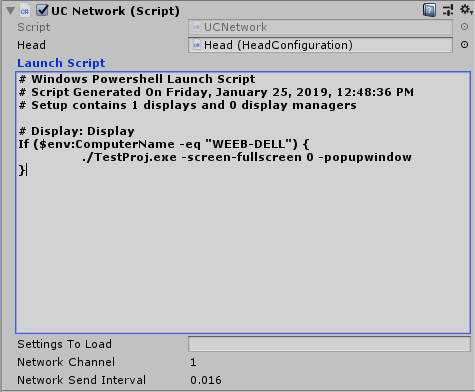 UC Network (Script)
Script UCNetwork
Head Head (HeadConfiguration)
Launch Script
# Windows Powershell Launch Script
# Script Generated On Friday, January 25, 2019, 12:48:36 PM
# Setup contains 1 displays and 0 display managers
# Display: Display
If ($env:ComputerName -eq "WEEB-DELL") {
./TestProj.exe -screen-fullscreen 0 -popupwindow
}
Settings To Load
Network Channel 1
Network Send Interval 0.016